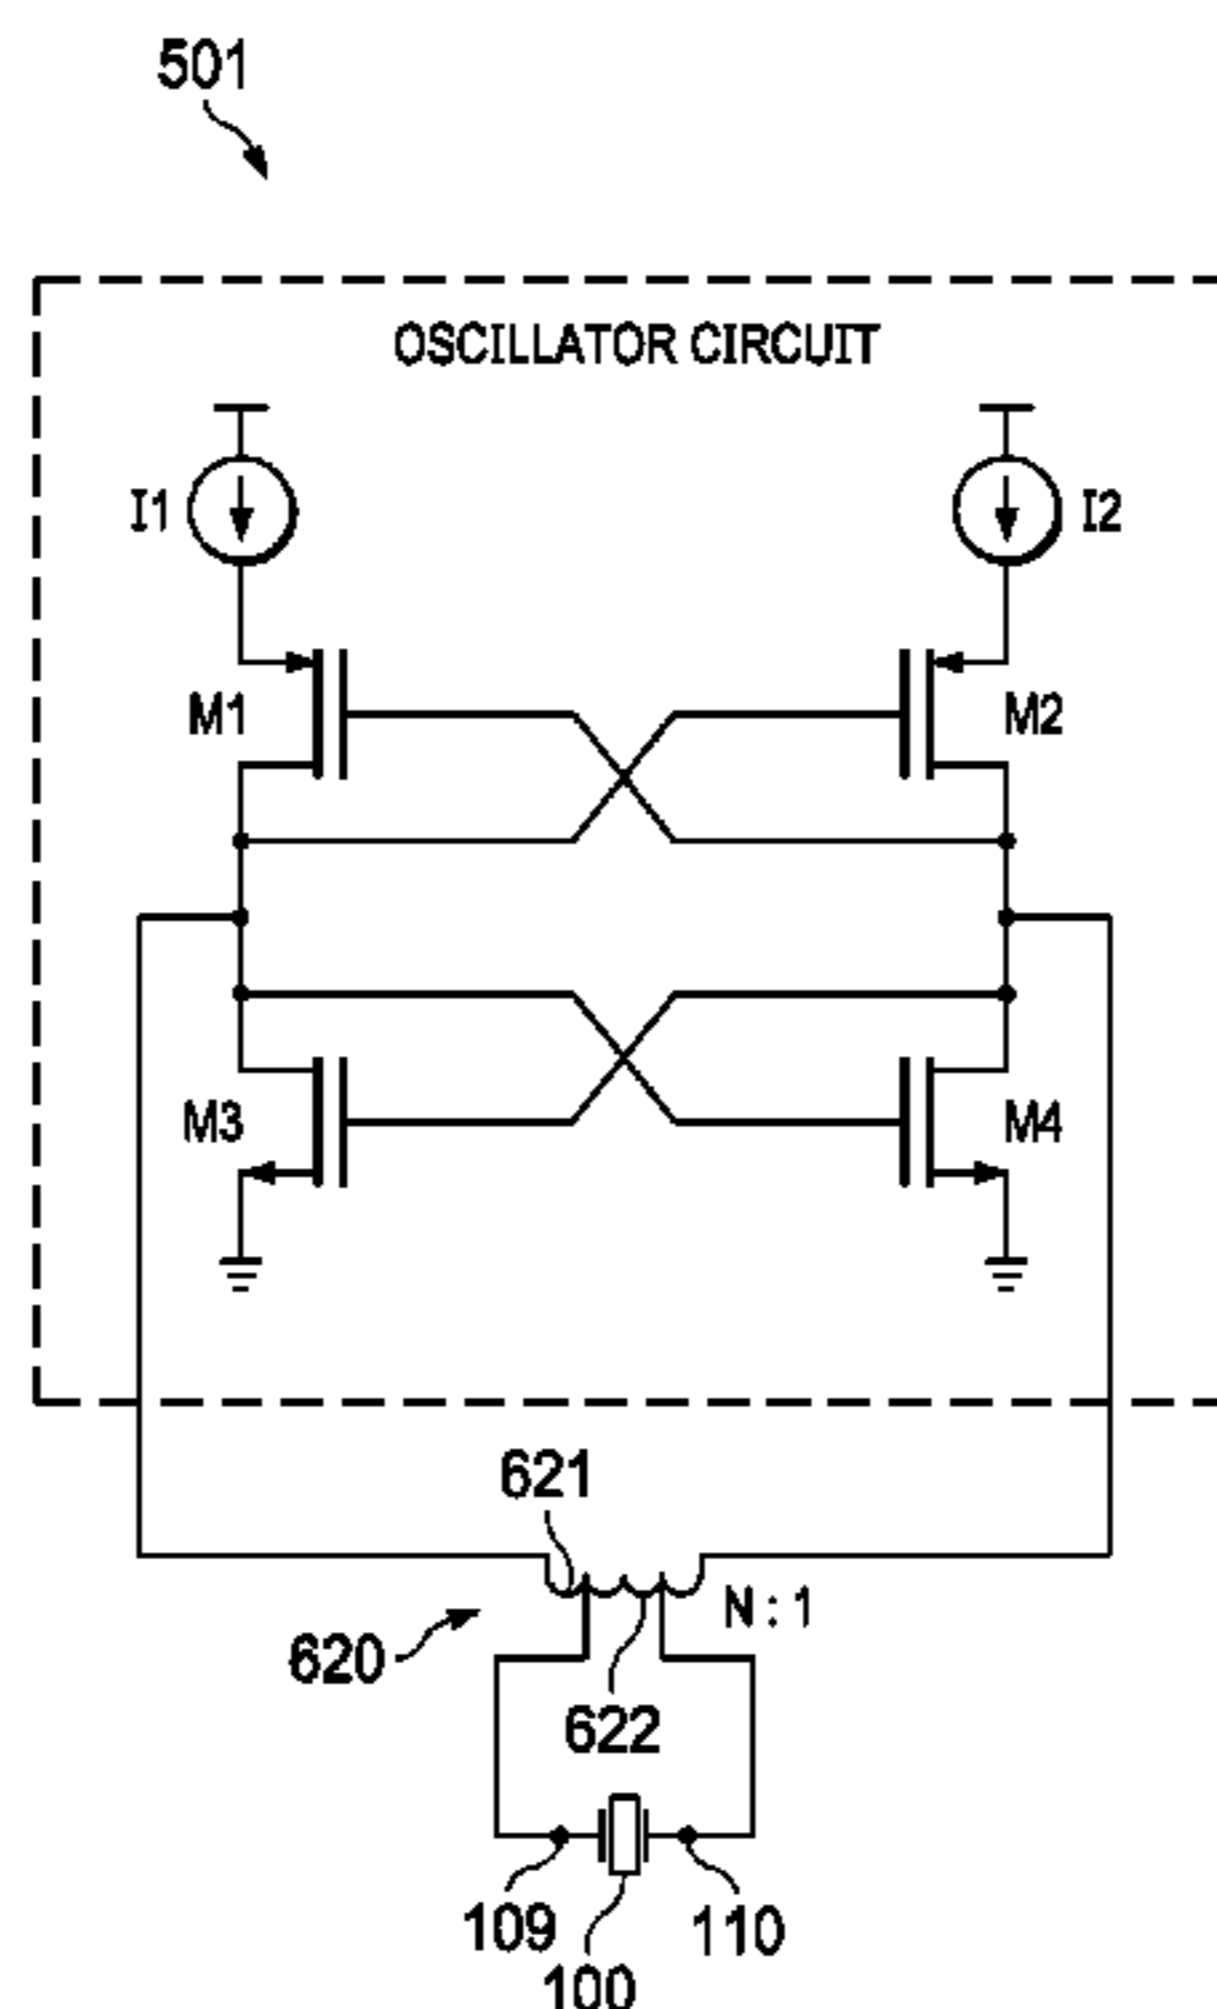 501
OSCILLATOR CIRCUIT
I1
I2
M1
M2
M3
M4
621
N : 1
620
622
109
110
100